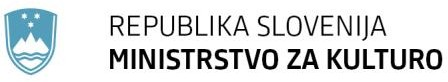 REPUBLIKA SLOVENIJA
MINISTRSTVO ZA KULTURO